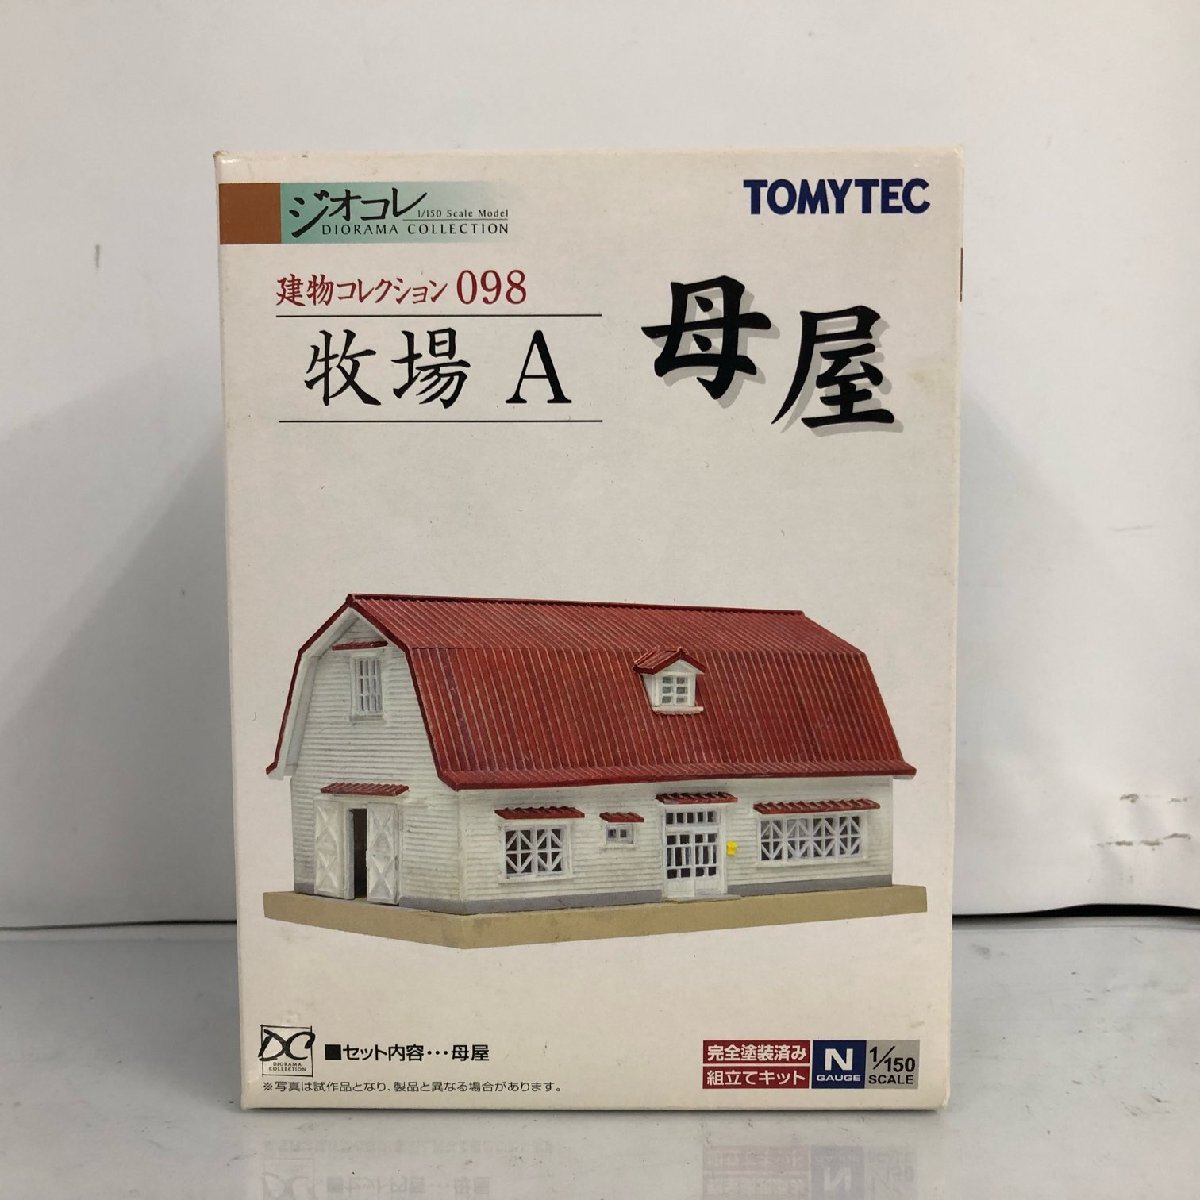 ジオコレ
1/150 Scale Model
DIORAMA COLLECTION
TOMYTEC
建物コレクション 098
牧場 A
母屋
DC
DIORAMA
COLLECTION
■セット内容・・・母屋
※写真は試作品となり、製品と異なる場合があります。
完全塗装済み
組立てキット
N
GAUGE
1/150
SCALE